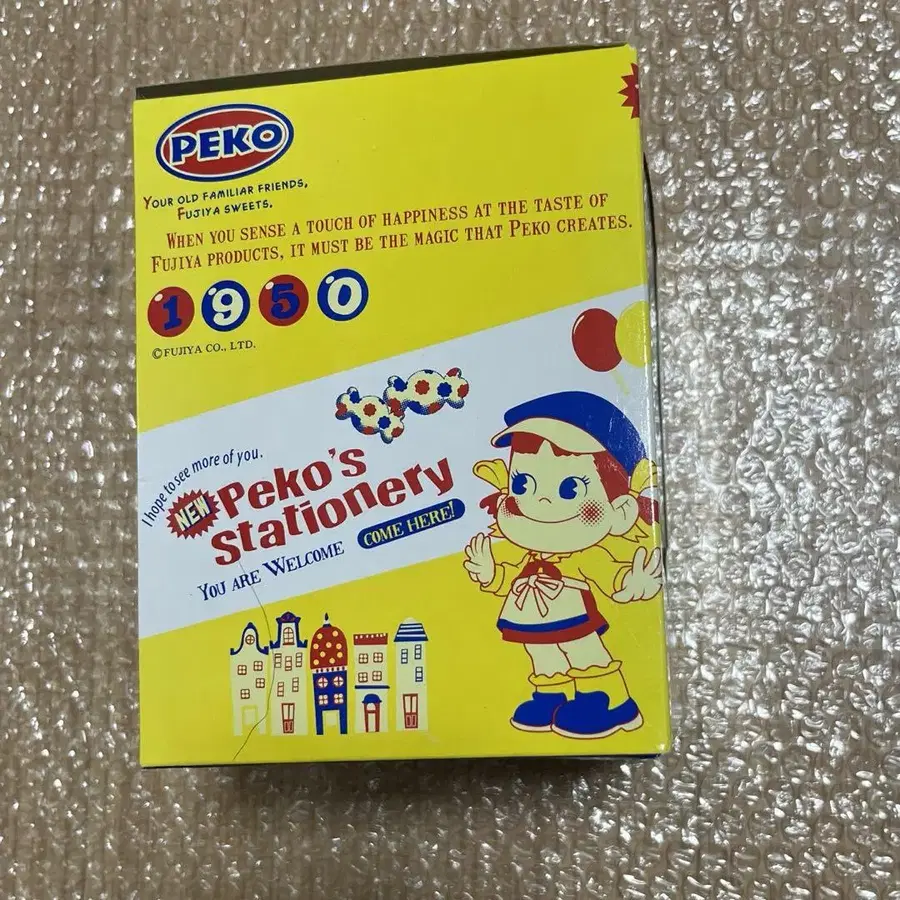 PEKO
YOUR OLD FAMILIAR FRIENDS,
FUJIYA SWEETS.
WHEN YOU SENSE A TOUCH OF HAPPINESS AT THE TASTE OF
FUJIYA PRODUCTS, IT MUST BE THE MAGIC THAT PEKO CREATES.
1950
©FUJIYA CO., LTD.
I hope to see more of you.
NEW
Peko's
Stationery
YOU ARE WELCOME
COME HERE!